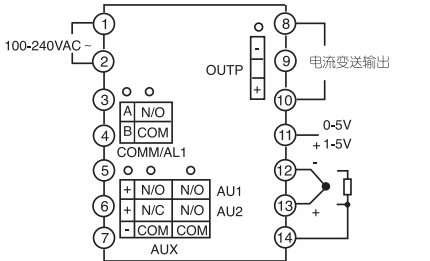 1
100-240VAC ~
2
3
A N/O
4
B COM
COMM/AL1
5
+ N/O N/O AU1
6
+ N/C N/O AU2
7
- COM COM
AUX
8
-
OUTP
9
电流变送输出
+
10
0-5V
11
+ 1-5V
-
12
13
+
14